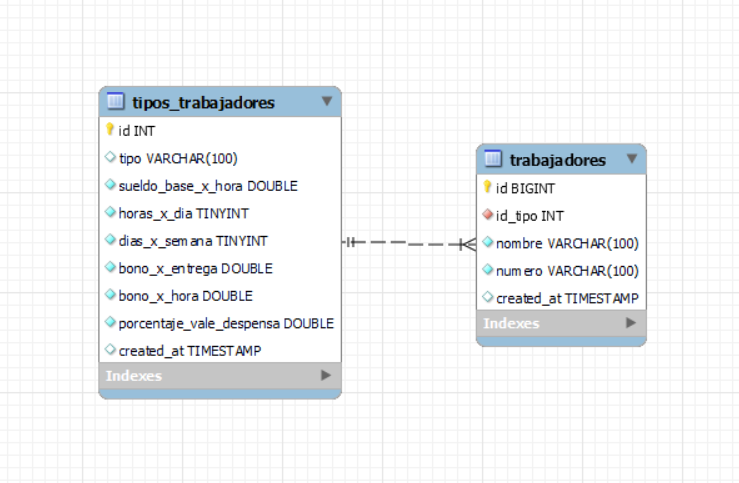 tipos_trabajadores
id INT
tipo VARCHAR(100)
sueldo_base_x_hora DOUBLE
horas_x_dia TINYINT
dias_x_semana TINYINT
bono_x_entrega DOUBLE
bono_x_hora DOUBLE
porcentaje_vale_despensa DOUBLE
created_at TIMESTAMP
Indexes
trabajadores
id BIGINT
id_tipo INT
nombre VARCHAR(100)
numero VARCHAR(100)
created_at TIMESTAMP
Indexes